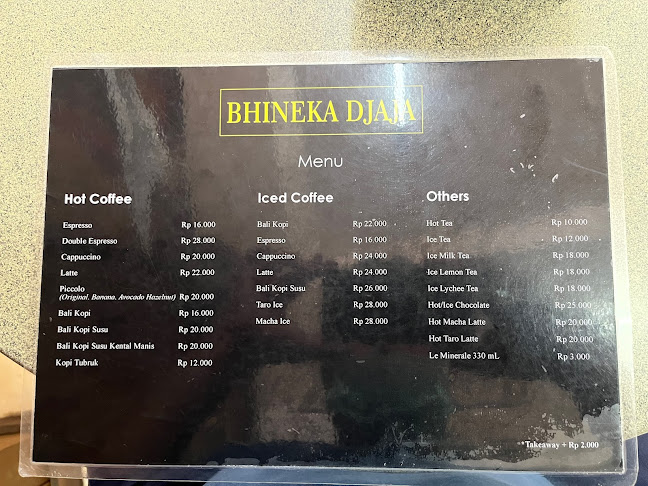 BHINEKA DJAJA
Menu
Hot Coffee
Espresso Rp 16.000
Double Espresso Rp 28.000
Cappuccino Rp 20.000
Latte Rp 22.000
Piccolo
(Original, Banana, Avocado Hazelnut) Rp 20.000
Bali Kopi Rp 16.000
Bali Kopi Susu Rp 20.000
Bali Kopi Susu Kental Manis Rp 20.000
Kopi Tubruk Rp 12.000
Iced Coffee
Bali Kopi Rp 22.000
Espresso Rp 16.000
Cappuccino Rp 24.000
Latte Rp 24.000
Bali Kopi Susu Rp 26.000
Taro Ice Rp 28.000
Macha Ice Rp 28.000
Others
Hot Tea Rp 10.000
Ice Tea Rp 12.000
Ice Milk Tea Rp 18.000
Ice Lemon Tea Rp 18.000
Ice Lychee Tea Rp 18.000
Hot/Ice Chocolate Rp 25.000
Hot Macha Latte Rp 20.000
Hot Taro Latte Rp 20.000
Le Minerale 330 mL Rp 3.000
*Takeaway + Rp 2.000